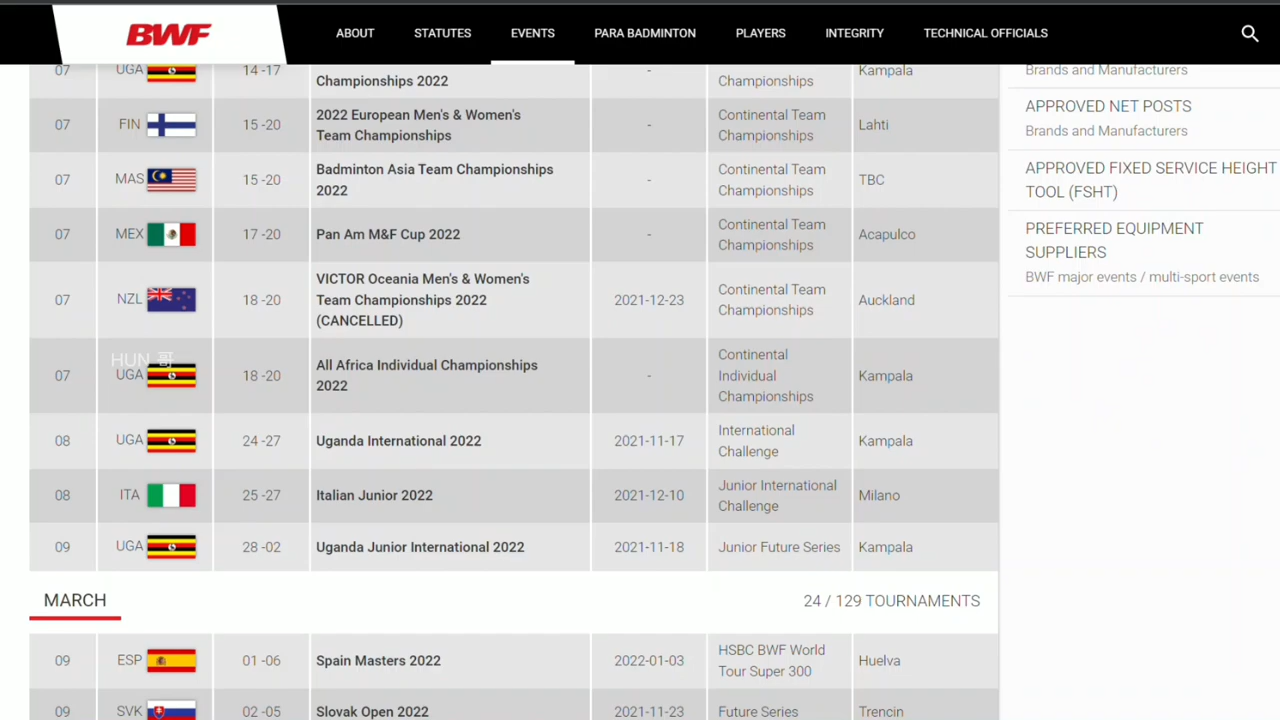 BWF
ABOUT STATUTES EVENTS PARA BADMINTON PLAYERS INTEGRITY TECHNICAL OFFICIALS
07 UGA 14 -17 Championships 2022 - Championships Kampala
07 FIN 15 -20 2022 European Men's & Women's Team Championships - Continental Team Championships Lahti
07 MAS 15 -20 Badminton Asia Team Championships 2022 - Continental Team Championships TBC
07 MEX 17 -20 Pan Am M&F Cup 2022 - Continental Team Championships Acapulco
07 NZL 18 -20 VICTOR Oceania Men's & Women's Team Championships 2022 (CANCELLED) 2021-12-23 Continental Team Championships Auckland
HUN 哥
07 UGA 18 -20 All Africa Individual Championships 2022 - Continental Individual Championships Kampala
08 UGA 24 -27 Uganda International 2022 2021-11-17 International Challenge Kampala
08 ITA 25 -27 Italian Junior 2022 2021-12-10 Junior International Challenge Milano
09 UGA 28 -02 Uganda Junior International 2022 2021-11-18 Junior Future Series Kampala
MARCH 24 / 129 TOURNAMENTS
09 ESP 01 -06 Spain Masters 2022 2022-01-03 HSBC BWF World Tour Super 300 Huelva
09 SVK 02 -05 Slovak Open 2022 2021-11-23 Future Series Trencin
Brands and Manufacturers
APPROVED NET POSTS
Brands and Manufacturers
APPROVED FIXED SERVICE HEIGHT
TOOL (FSHT)
PREFERRED EQUIPMENT
SUPPLIERS
BWF major events / multi-sport events